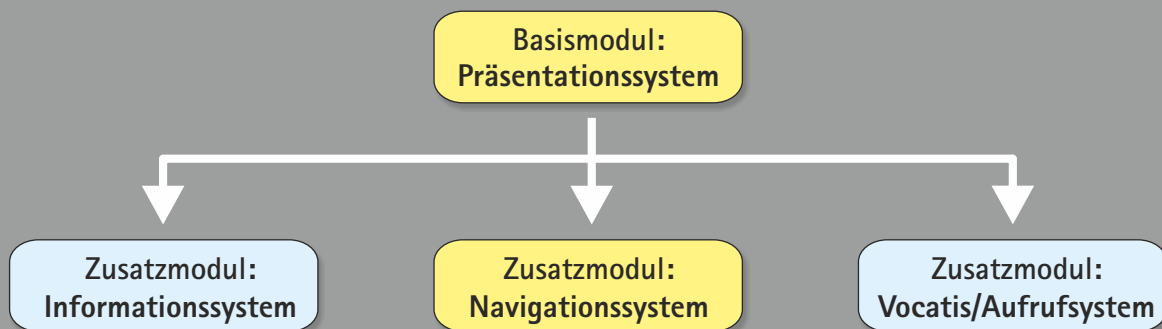 Basismodul:
Präsentationssystem
Zusatzmodul:
Informationssystem
Zusatzmodul:
Navigationssystem
Zusatzmodul:
Vocatis/Aufrufsystem